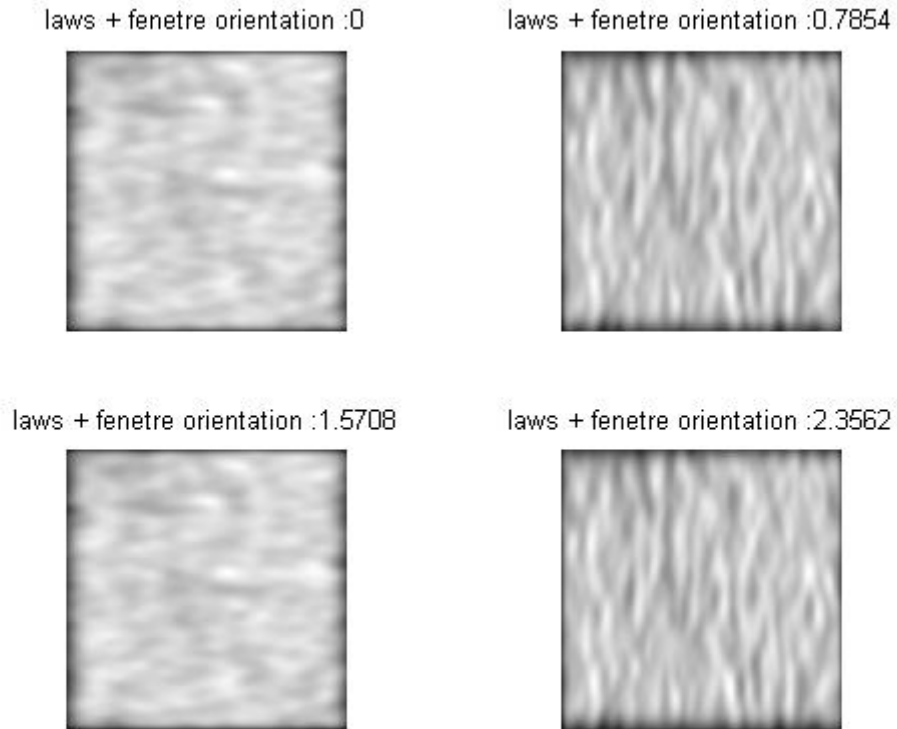 laws + fenetre orientation :0
laws + fenetre orientation :0.7854
laws + fenetre orientation :1.5708
laws + fenetre orientation :2.3562